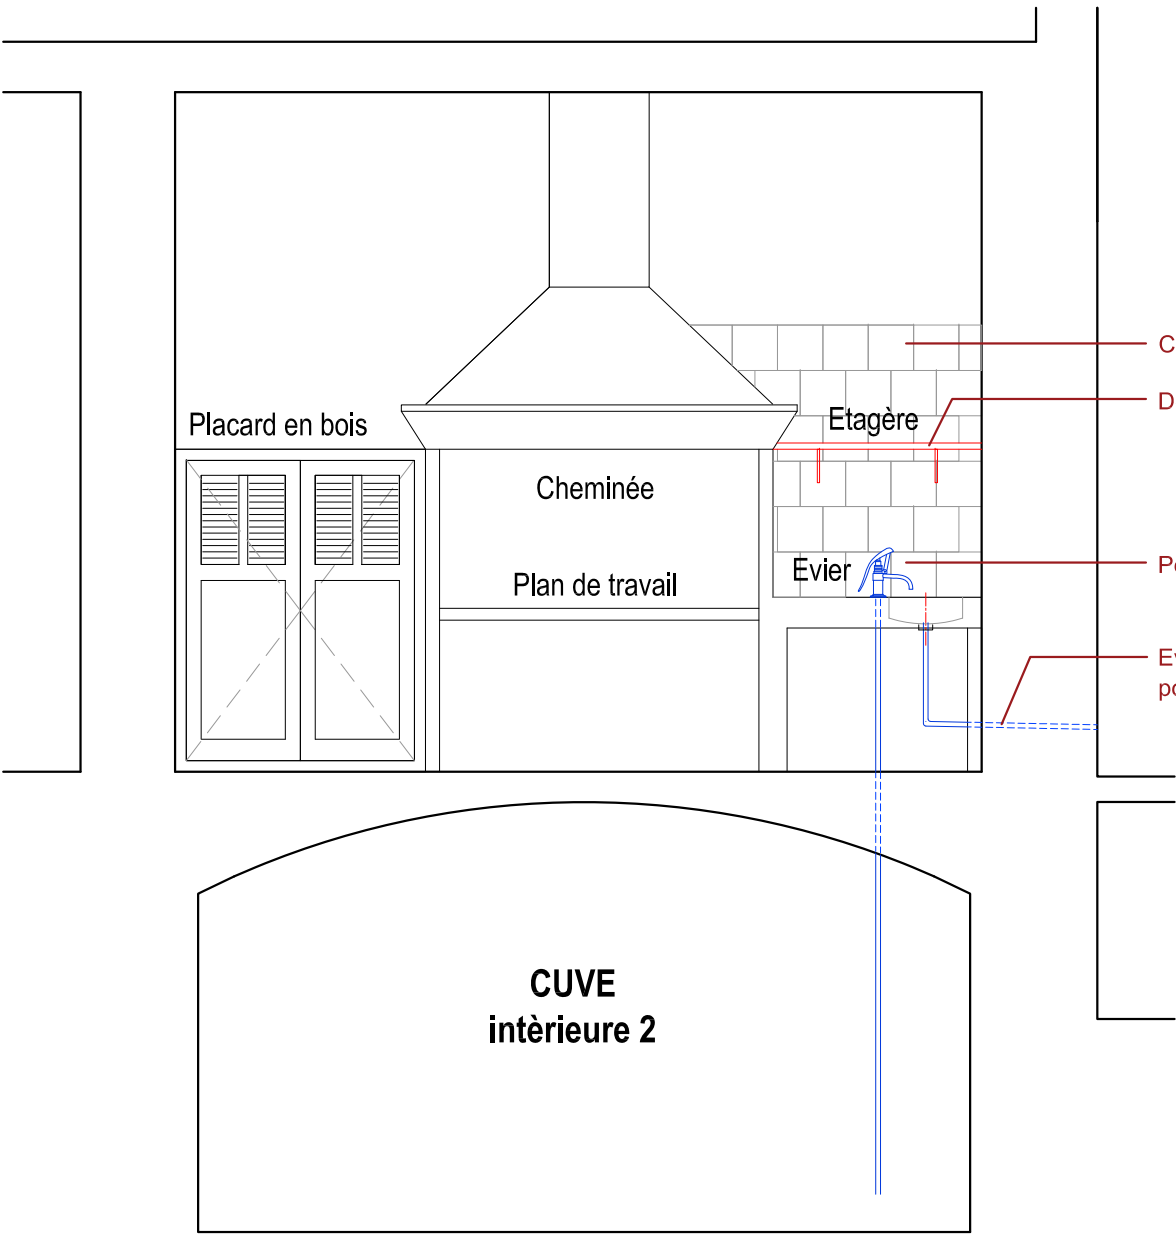 Placard en bois
Etagère
Cheminée
Evier
Plan de travail
CUVE
intèrieure 2